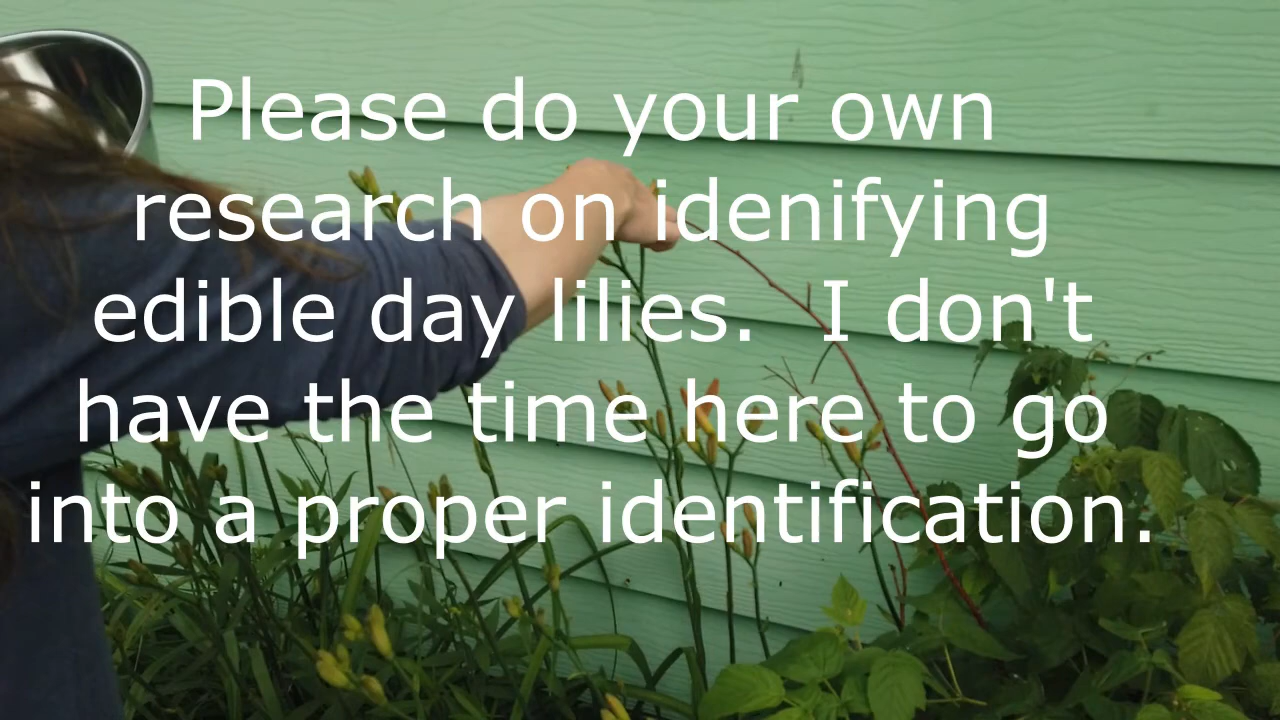 Please do your own
research on idenifying
edible day lilies.  I don't
have the time here to go
into a proper identification.